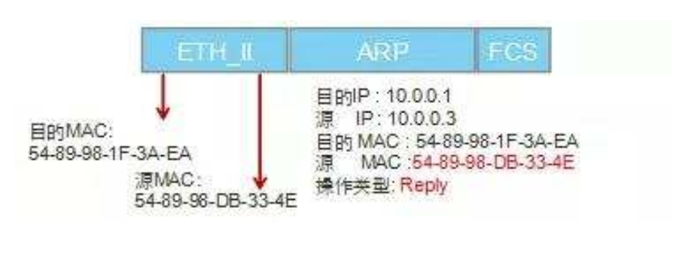 ETH_II ARP FCS
目的IP : 10.0.0.1
源 IP : 10.0.0.3
目的 MAC : 54-89-98-1F-3A-EA
源 MAC :54-89-98-DB-33-4E
操作类型: Reply
目的MAC:
54-89-98-1F-3A-EA
源MAC:
54-89-98-DB-33-4E